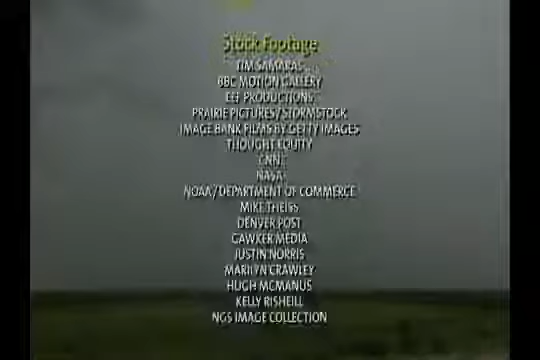 Stock Footage
TIM SAMARAS
BBC MOTION GALLERY
EFF PRODUCTIONS
PRAIRIE PICTURES/STORMSTOCK
IMAGE BANK FILMS BY GETTY IMAGES
THOUGHT EQUITY
CNN
NASA
NOAA/DEPARTMENT OF COMMERCE
MIKE THEISS
DENVER POST
GAWKER MEDIA
JUSTIN NORRIS
MARILYN CRAWLEY
HUGH MCMANUS
KELLY RISHEILL
NGS IMAGE COLLECTION